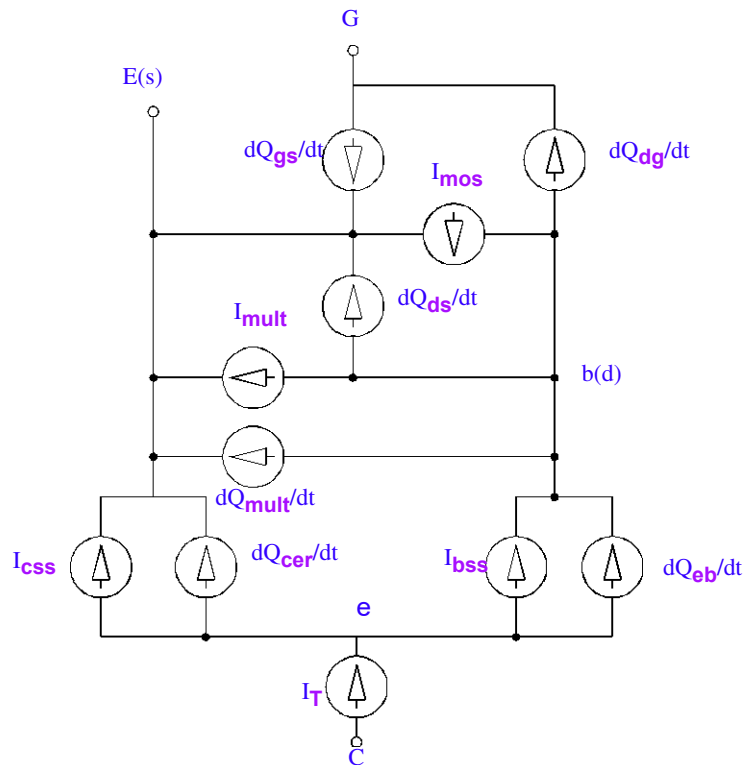 G
E(s)
dQgs/dt
dQdg/dt
Imos
dQds/dt
Imult
b(d)
dQmult/dt
Icss
dQcer/dt
Ibss
dQeb/dt
e
IT
C